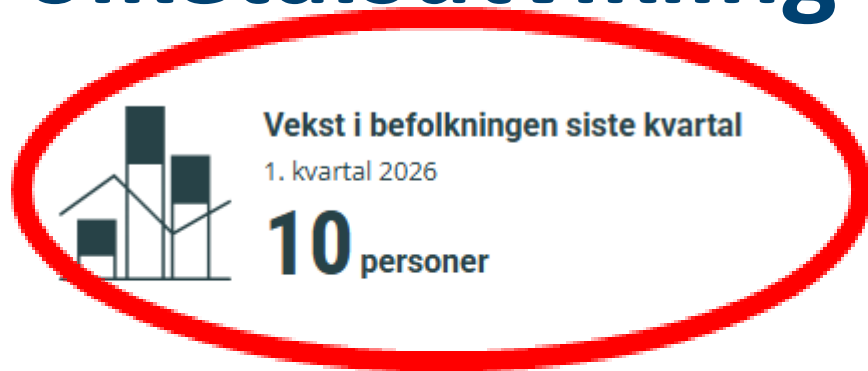 Vekst i befolkningen siste kvartal
1. kvartal 2026
10 personer